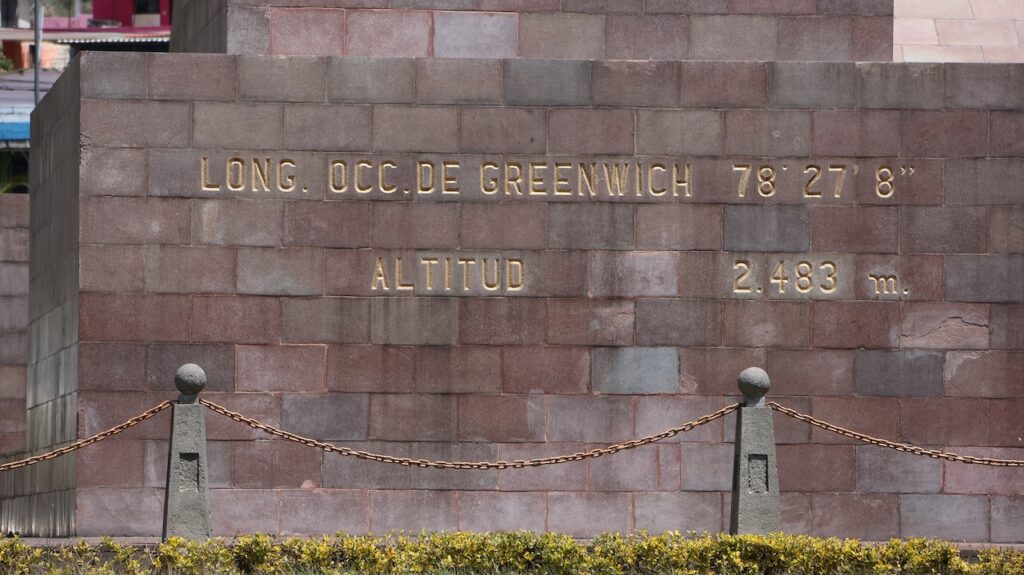 LONG. OCC. DE GREENWICH 78° 27' 8"
ALTITUD 2.483 m.